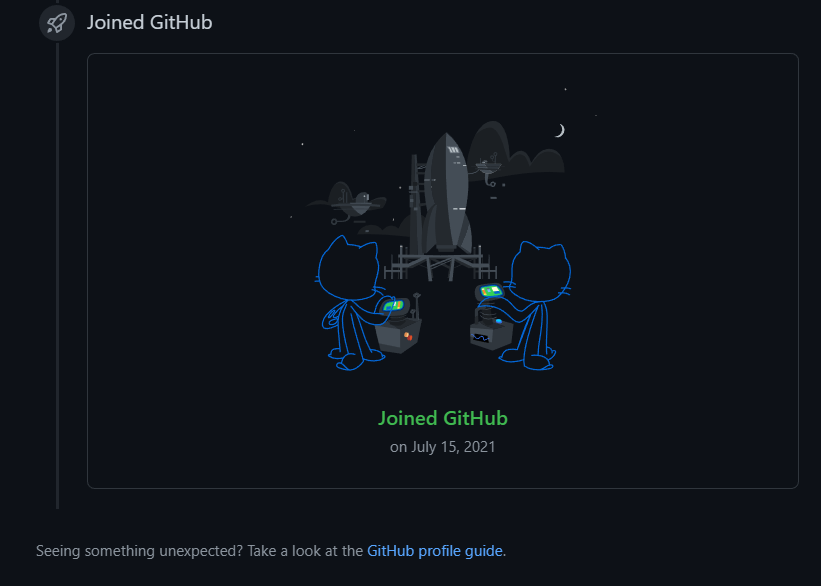 Joined GitHub
Joined GitHub
on July 15, 2021
Seeing something unexpected? Take a look at the GitHub profile guide.